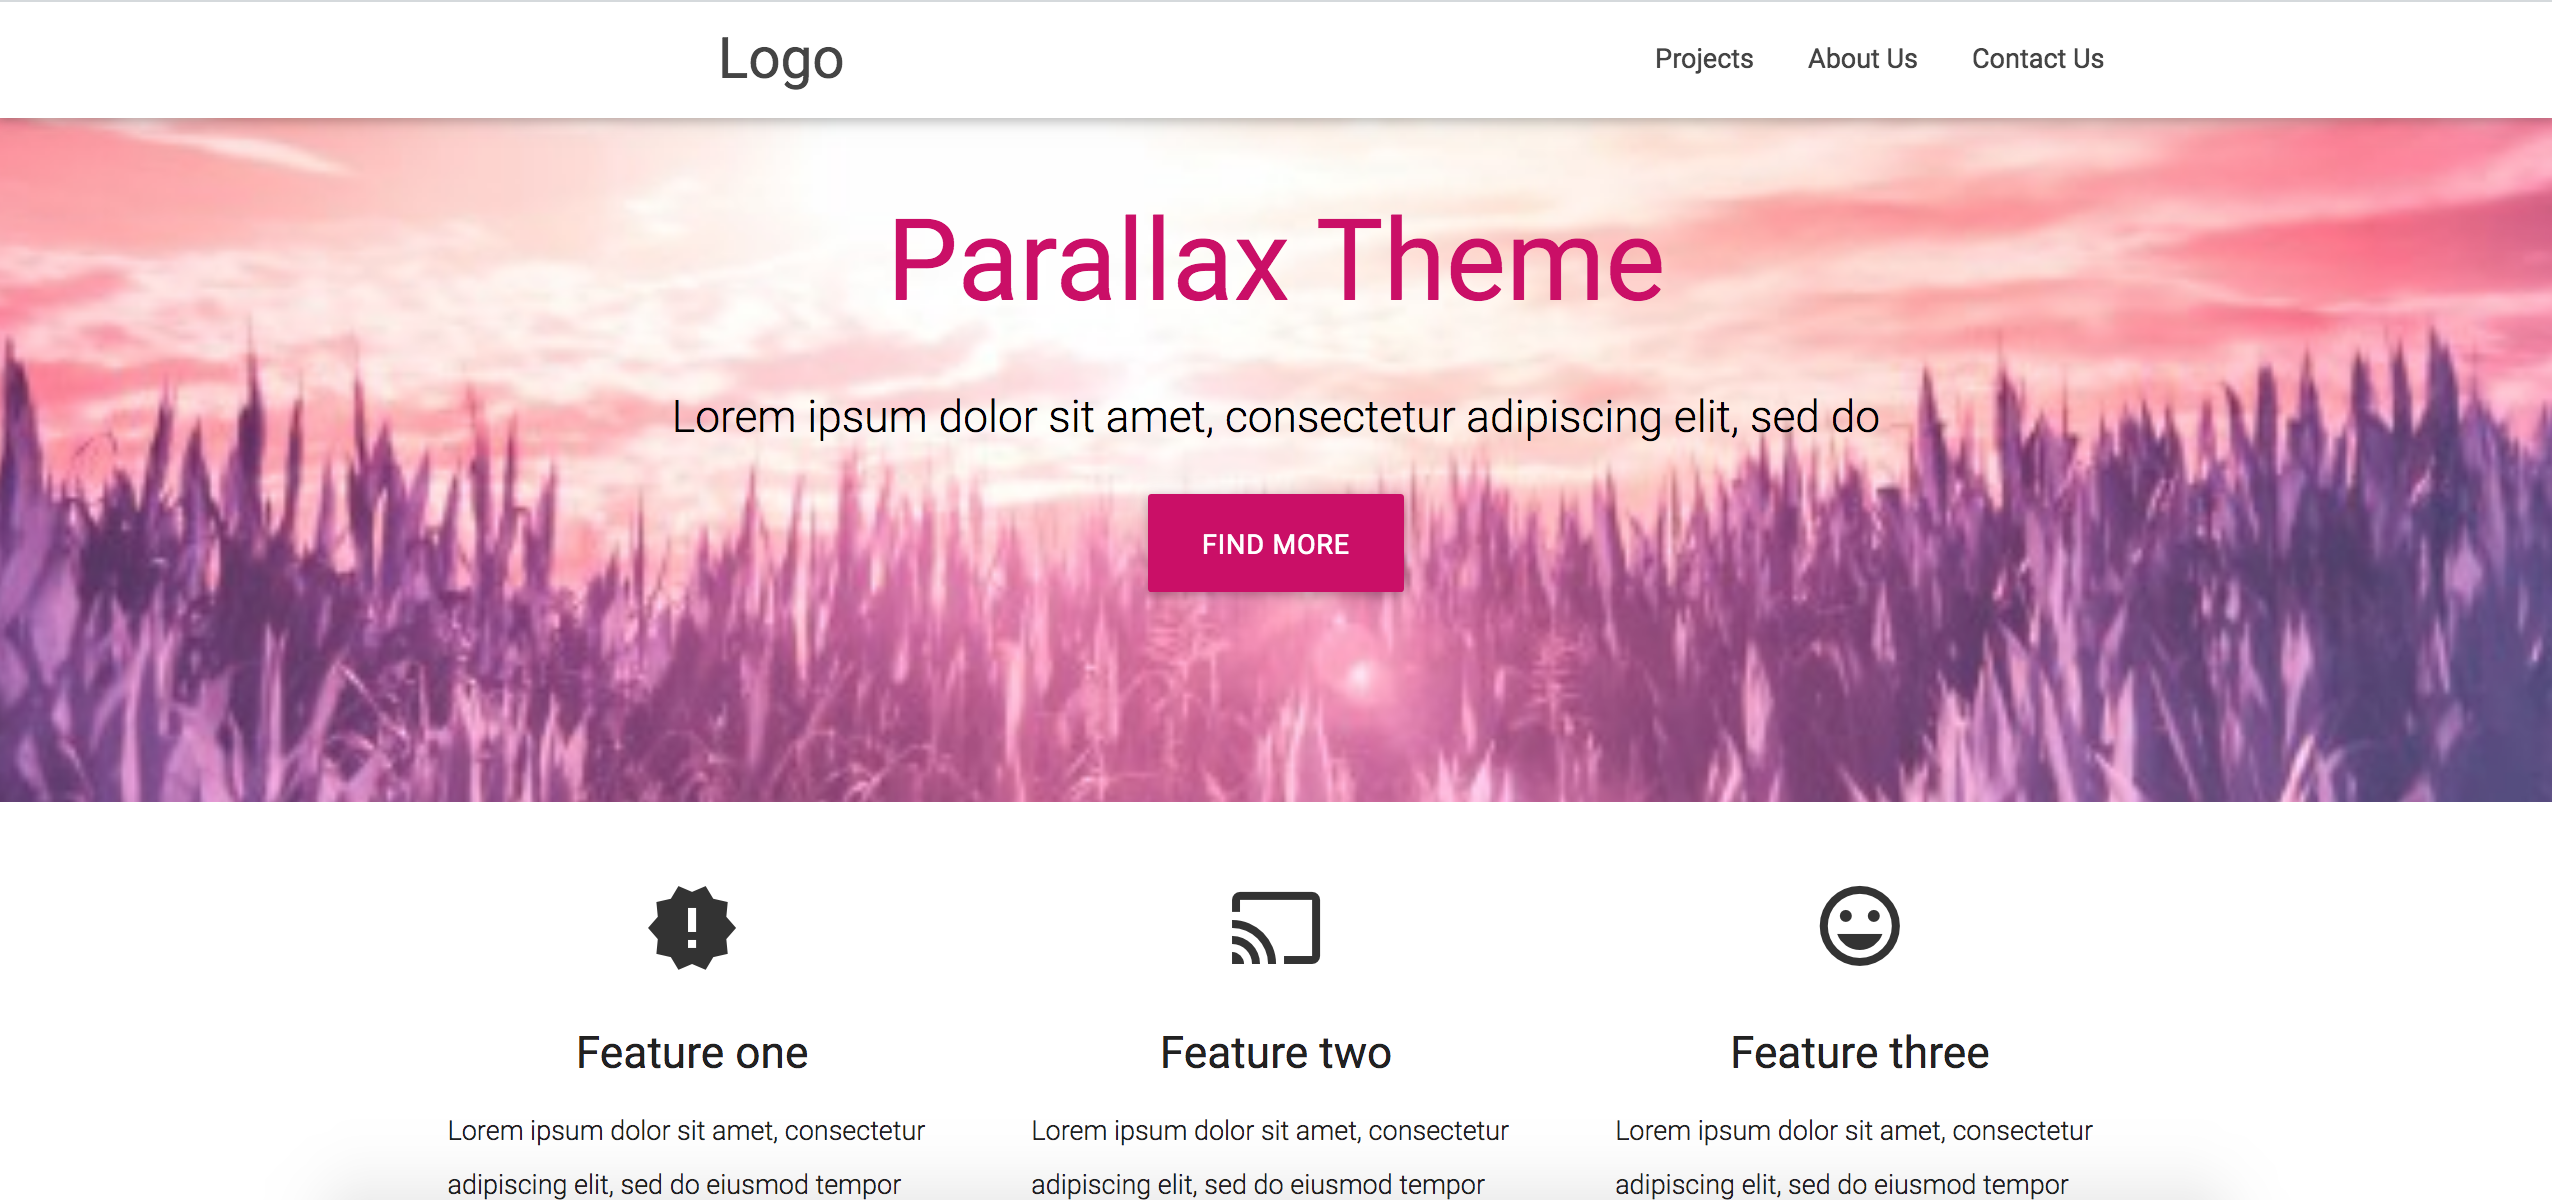 Logo
Projects About Us Contact Us
Parallax Theme
Lorem ipsum dolor sit amet, consectetur adipiscing elit, sed do
FIND MORE
Feature one
Lorem ipsum dolor sit amet, consectetur
adipiscing elit, sed do eiusmod tempor
Feature two
Lorem ipsum dolor sit amet, consectetur
adipiscing elit, sed do eiusmod tempor
Feature three
Lorem ipsum dolor sit amet, consectetur
adipiscing elit, sed do eiusmod tempor